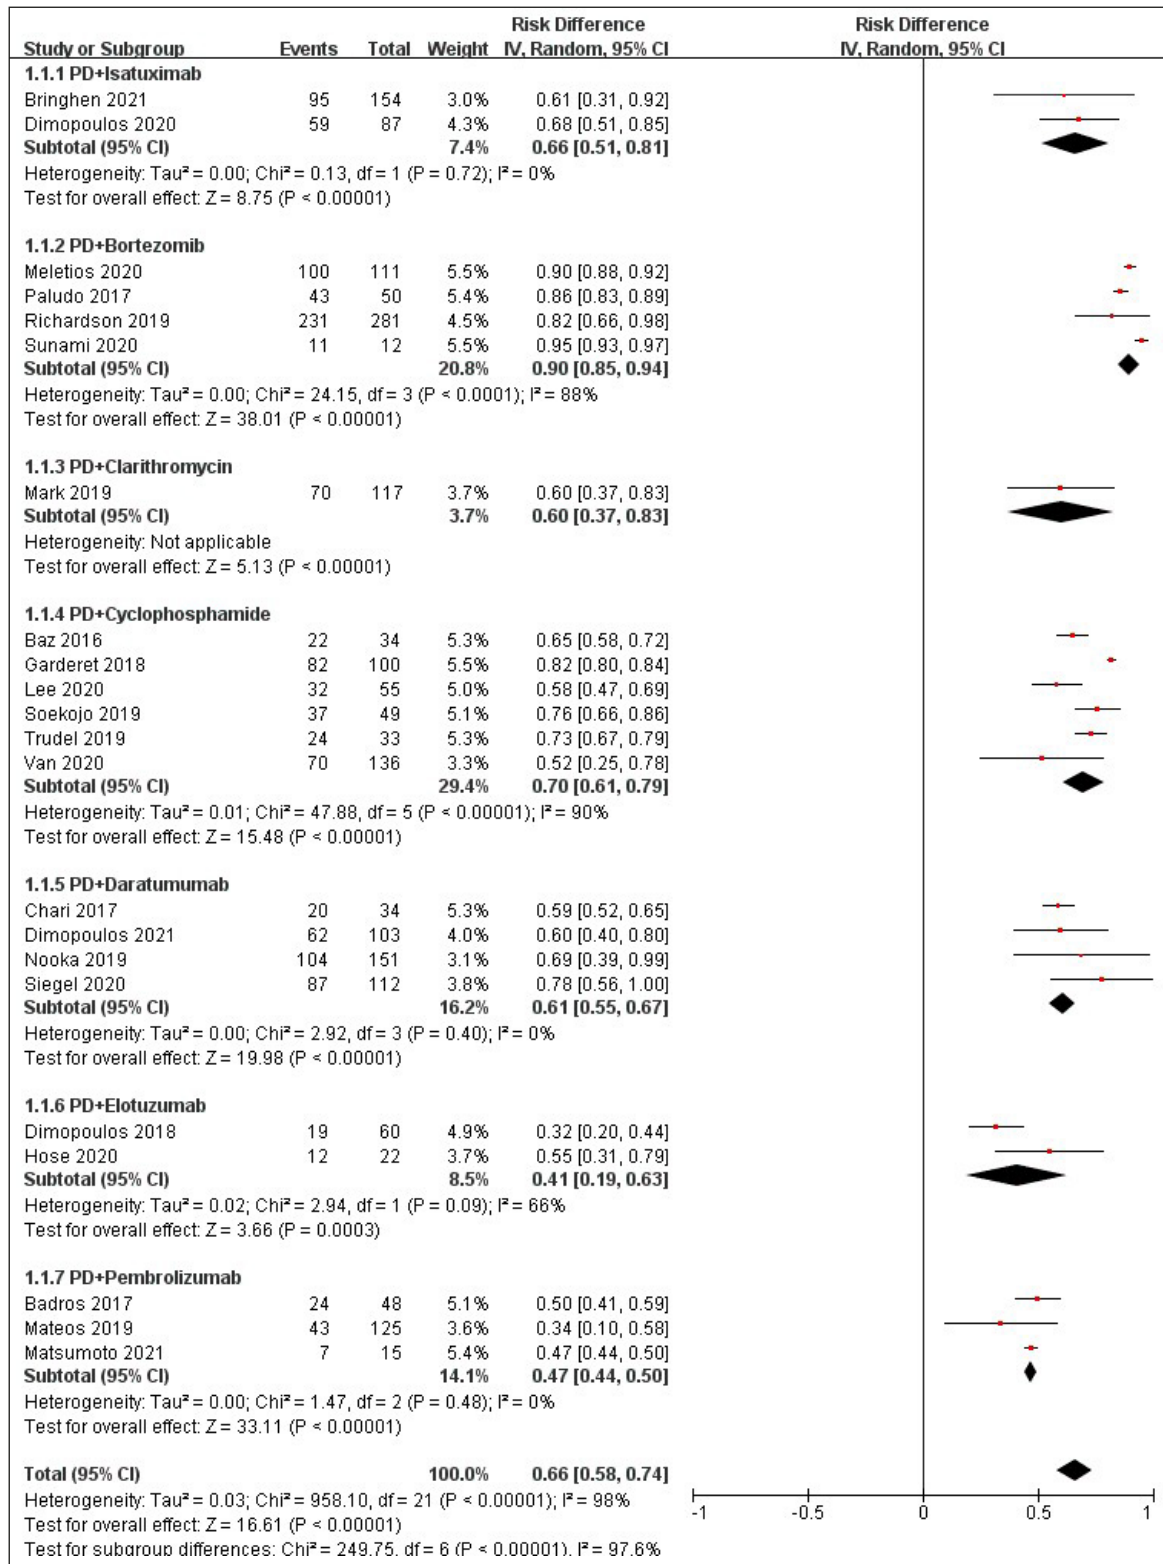 Risk Difference Risk Difference
Study or Subgroup Events Total Weight IV, Random, 95% CI IV, Random, 95% CI
1.1.1 PD+Isatuximab
Bringhen 2021 95 154 3.0% 0.61 [0.31, 0.92]
Dimopoulos 2020 59 87 4.3% 0.68 [0.51, 0.85]
Subtotal (95% CI) 7.4% 0.66 [0.51, 0.81]
Heterogeneity: Tau² = 0.00; Chi² = 0.13, df = 1 (P = 0.72); I² = 0%
Test for overall effect: Z = 8.75 (P < 0.00001)
1.1.2 PD+Bortezomib
Meletios 2020 100 111 5.5% 0.90 [0.88, 0.92]
Paludo 2017 43 50 5.4% 0.86 [0.83, 0.89]
Richardson 2019 231 281 4.5% 0.82 [0.66, 0.98]
Sunami 2020 11 12 5.5% 0.95 [0.93, 0.97]
Subtotal (95% CI) 20.8% 0.90 [0.85, 0.94]
Heterogeneity: Tau² = 0.00; Chi² = 24.15, df = 3 (P < 0.0001); I² = 88%
Test for overall effect: Z = 38.01 (P < 0.00001)
1.1.3 PD+Clarithromycin
Mark 2019 70 117 3.7% 0.60 [0.37, 0.83]
Subtotal (95% CI) 3.7% 0.60 [0.37, 0.83]
Heterogeneity: Not applicable
Test for overall effect: Z = 5.13 (P < 0.00001)
1.1.4 PD+Cyclophosphamide
Baz 2016 22 34 5.3% 0.65 [0.58, 0.72]
Garderet 2018 82 100 5.5% 0.82 [0.80, 0.84]
Lee 2020 32 55 5.0% 0.58 [0.47, 0.69]
Soekojo 2019 37 49 5.1% 0.76 [0.66, 0.86]
Trudel 2019 24 33 5.3% 0.73 [0.67, 0.79]
Van 2020 70 136 3.3% 0.52 [0.25, 0.78]
Subtotal (95% CI) 29.4% 0.70 [0.61, 0.79]
Heterogeneity: Tau² = 0.01; Chi² = 47.88, df = 5 (P < 0.00001); I² = 90%
Test for overall effect: Z = 15.48 (P < 0.00001)
1.1.5 PD+Daratumumab
Chari 2017 20 34 5.3% 0.59 [0.52, 0.65]
Dimopoulos 2021 62 103 4.0% 0.60 [0.40, 0.80]
Nooka 2019 104 151 3.1% 0.69 [0.39, 0.99]
Siegel 2020 87 112 3.8% 0.78 [0.56, 1.00]
Subtotal (95% CI) 16.2% 0.61 [0.55, 0.67]
Heterogeneity: Tau² = 0.00; Chi² = 2.92, df = 3 (P = 0.40); I² = 0%
Test for overall effect: Z = 19.98 (P < 0.00001)
1.1.6 PD+Elotuzumab
Dimopoulos 2018 19 60 4.9% 0.32 [0.20, 0.44]
Hose 2020 12 22 3.7% 0.55 [0.31, 0.79]
Subtotal (95% CI) 8.5% 0.41 [0.19, 0.63]
Heterogeneity: Tau² = 0.02; Chi² = 2.94, df = 1 (P = 0.09); I² = 66%
Test for overall effect: Z = 3.66 (P = 0.0003)
1.1.7 PD+Pembrolizumab
Badros 2017 24 48 5.1% 0.50 [0.41, 0.59]
Mateos 2019 43 125 3.6% 0.34 [0.10, 0.58]
Matsumoto 2021 7 15 5.4% 0.47 [0.44, 0.50]
Subtotal (95% CI) 14.1% 0.47 [0.44, 0.50]
Heterogeneity: Tau² = 0.00; Chi² = 1.47, df = 2 (P = 0.48); I² = 0%
Test for overall effect: Z = 33.11 (P < 0.00001)
Total (95% CI) 100.0% 0.66 [0.58, 0.74]
Heterogeneity: Tau² = 0.03; Chi² = 958.10, df = 21 (P < 0.00001); I² = 98%
Test for overall effect: Z = 16.61 (P < 0.00001)
Test for subgroup differences: Chi² = 249.75, df = 6 (P < 0.00001), I² = 97.6%
-1 -0.5 0 0.5 1